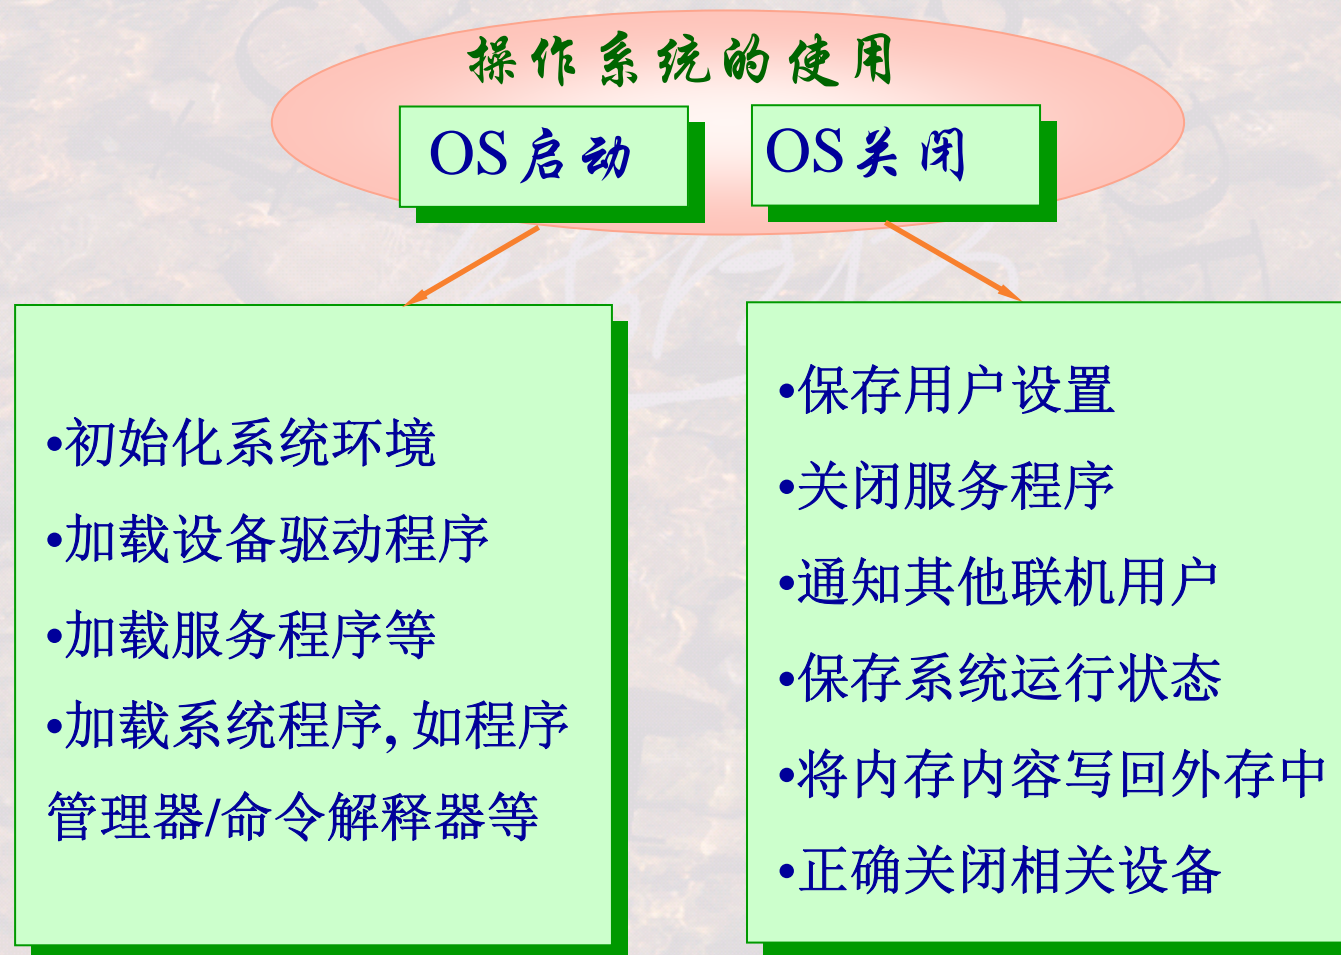 操作系统的使用
OS启动
OS关闭
•初始化系统环境
•加载设备驱动程序
•加载服务程序等
•加载系统程序, 如程序
管理器/命令解释器等
•保存用户设置
•关闭服务程序
•通知其他联机用户
•保存系统运行状态
•将内存内容写回外存中
•正确关闭相关设备